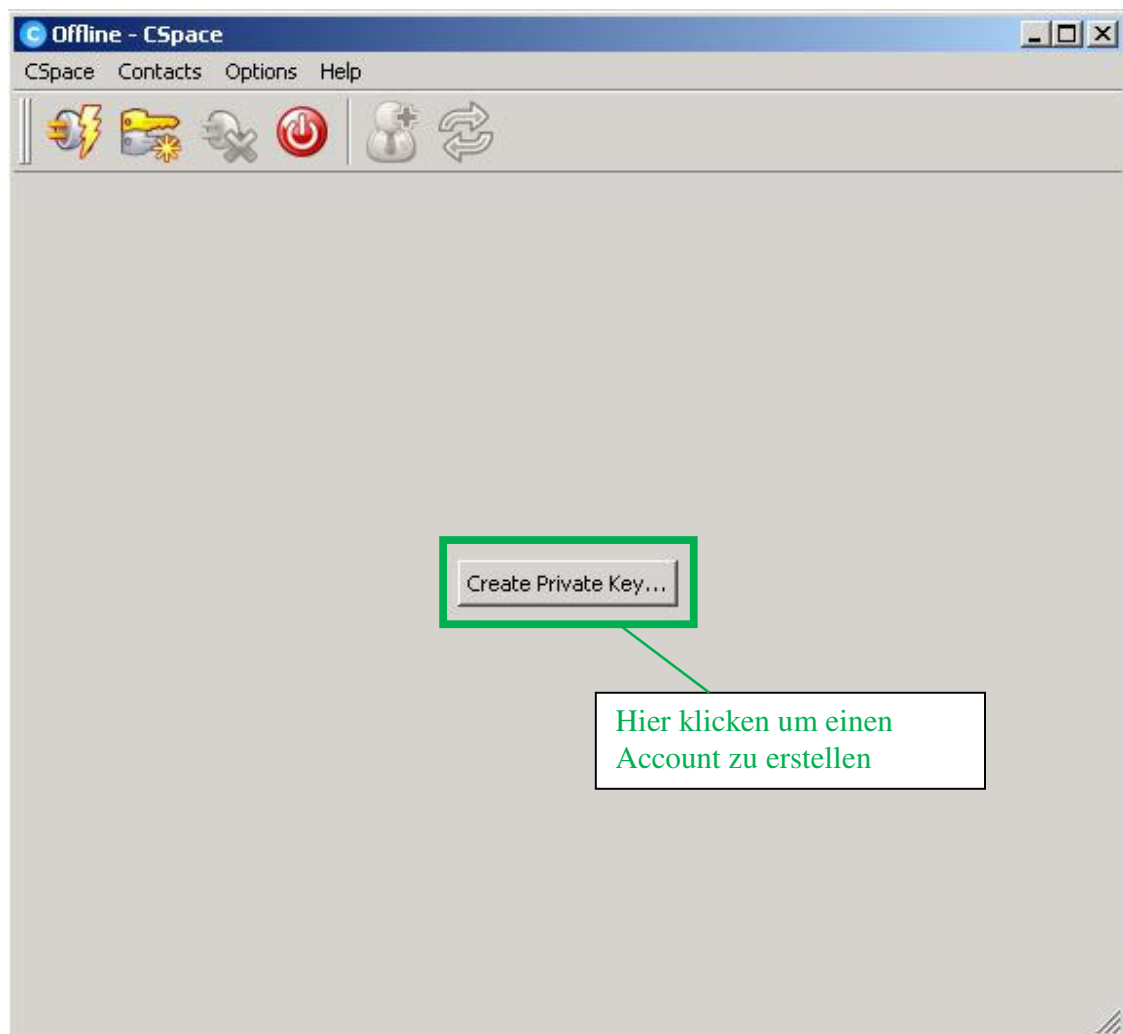 Offline - CSpace
CSpace Contacts Options Help
Create Private Key...
Hier klicken um einen
Account zu erstellen